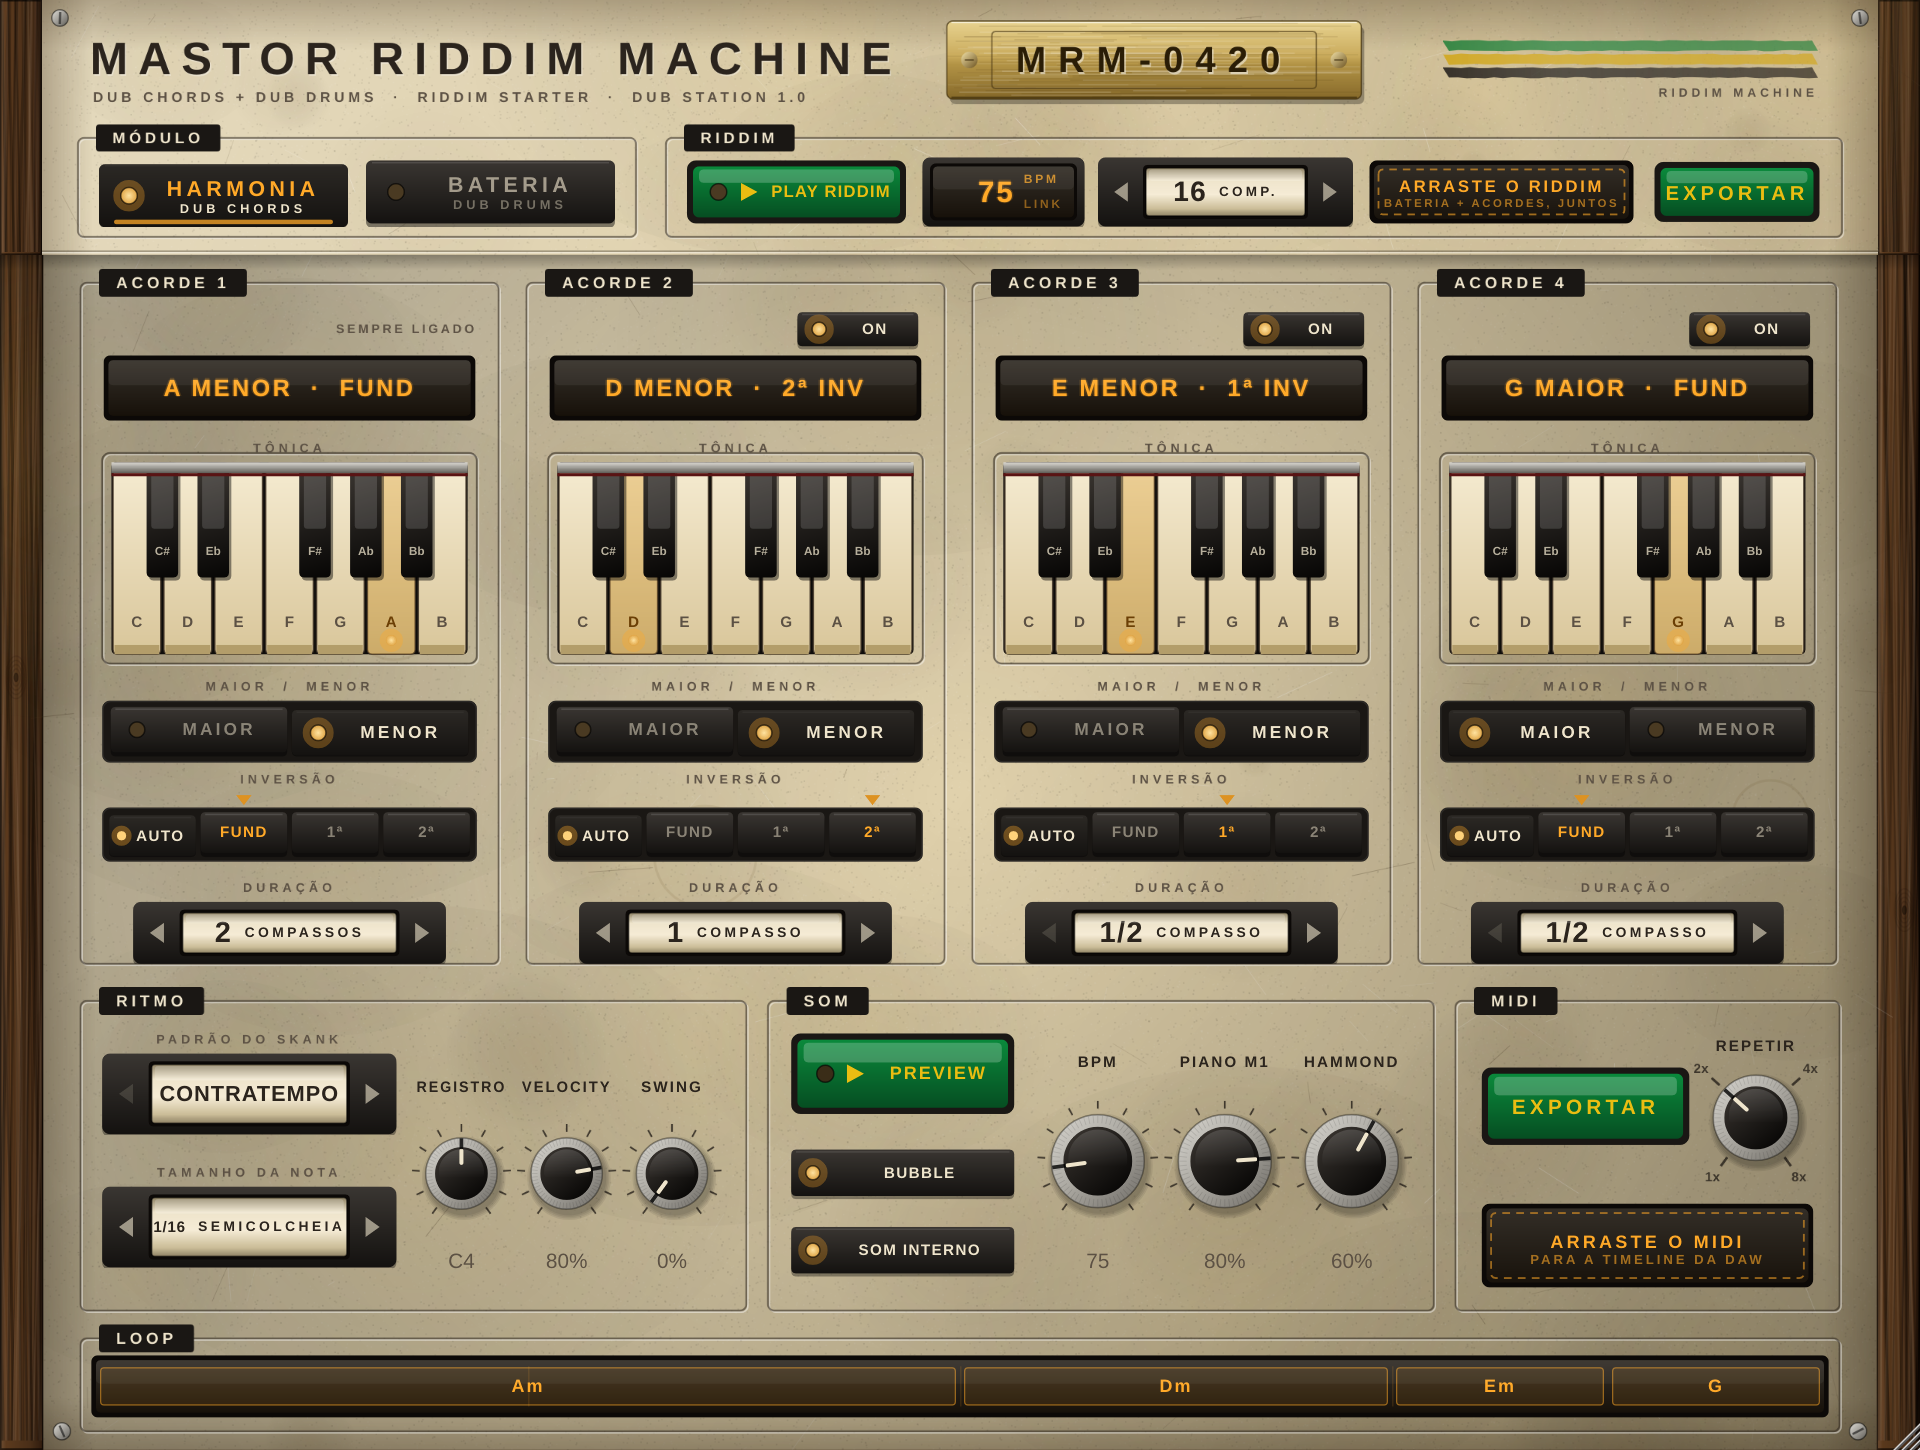 MASTOR RIDDIM MACHINE
DUB CHORDS + DUB DRUMS · RIDDIM STARTER · DUB STATION 1.0
MRM-0420
RIDDIM MACHINE
MÓDULO
HARMONIA
DUB CHORDS
BATERIA
DUB DRUMS
RIDDIM
PLAY RIDDIM
75 BPM
LINK
16 COMP.
ARRASTE O RIDDIM
BATERIA + ACORDES, JUNTOS
EXPORTAR
ACORDE 1
SEMPRE LIGADO
A MENOR · FUND
TÔNICA
C# Eb F# Ab Bb
C D E F G A B
MAIOR / MENOR
MAIOR MENOR
INVERSÃO
AUTO FUND 1ª 2ª
DURAÇÃO
2 COMPASSOS
ACORDE 2
ON
D MENOR · 2ª INV
TÔNICA
C# Eb F# Ab Bb
C D E F G A B
MAIOR / MENOR
MAIOR MENOR
INVERSÃO
AUTO FUND 1ª 2ª
DURAÇÃO
1 COMPASSO
ACORDE 3
ON
E MENOR · 1ª INV
TÔNICA
C# Eb F# Ab Bb
C D E F G A B
MAIOR / MENOR
MAIOR MENOR
INVERSÃO
AUTO FUND 1ª 2ª
DURAÇÃO
1/2 COMPASSO
ACORDE 4
ON
G MAIOR · FUND
TÔNICA
C# Eb F# Ab Bb
C D E F G A B
MAIOR / MENOR
MAIOR MENOR
INVERSÃO
AUTO FUND 1ª 2ª
DURAÇÃO
1/2 COMPASSO
RITMO
PADRÃO DO SKANK
CONTRATEMPO
TAMANHO DA NOTA
1/16 SEMICOLCHEIA
REGISTRO VELOCITY SWING
C4 80% 0%
SOM
PREVIEW
BUBBLE
SOM INTERNO
BPM PIANO M1 HAMMOND
75 80% 60%
MIDI
EXPORTAR
REPETIR
2x 4x
1x 8x
ARRASTE O MIDI
PARA A TIMELINE DA DAW
LOOP
Am Dm Em G